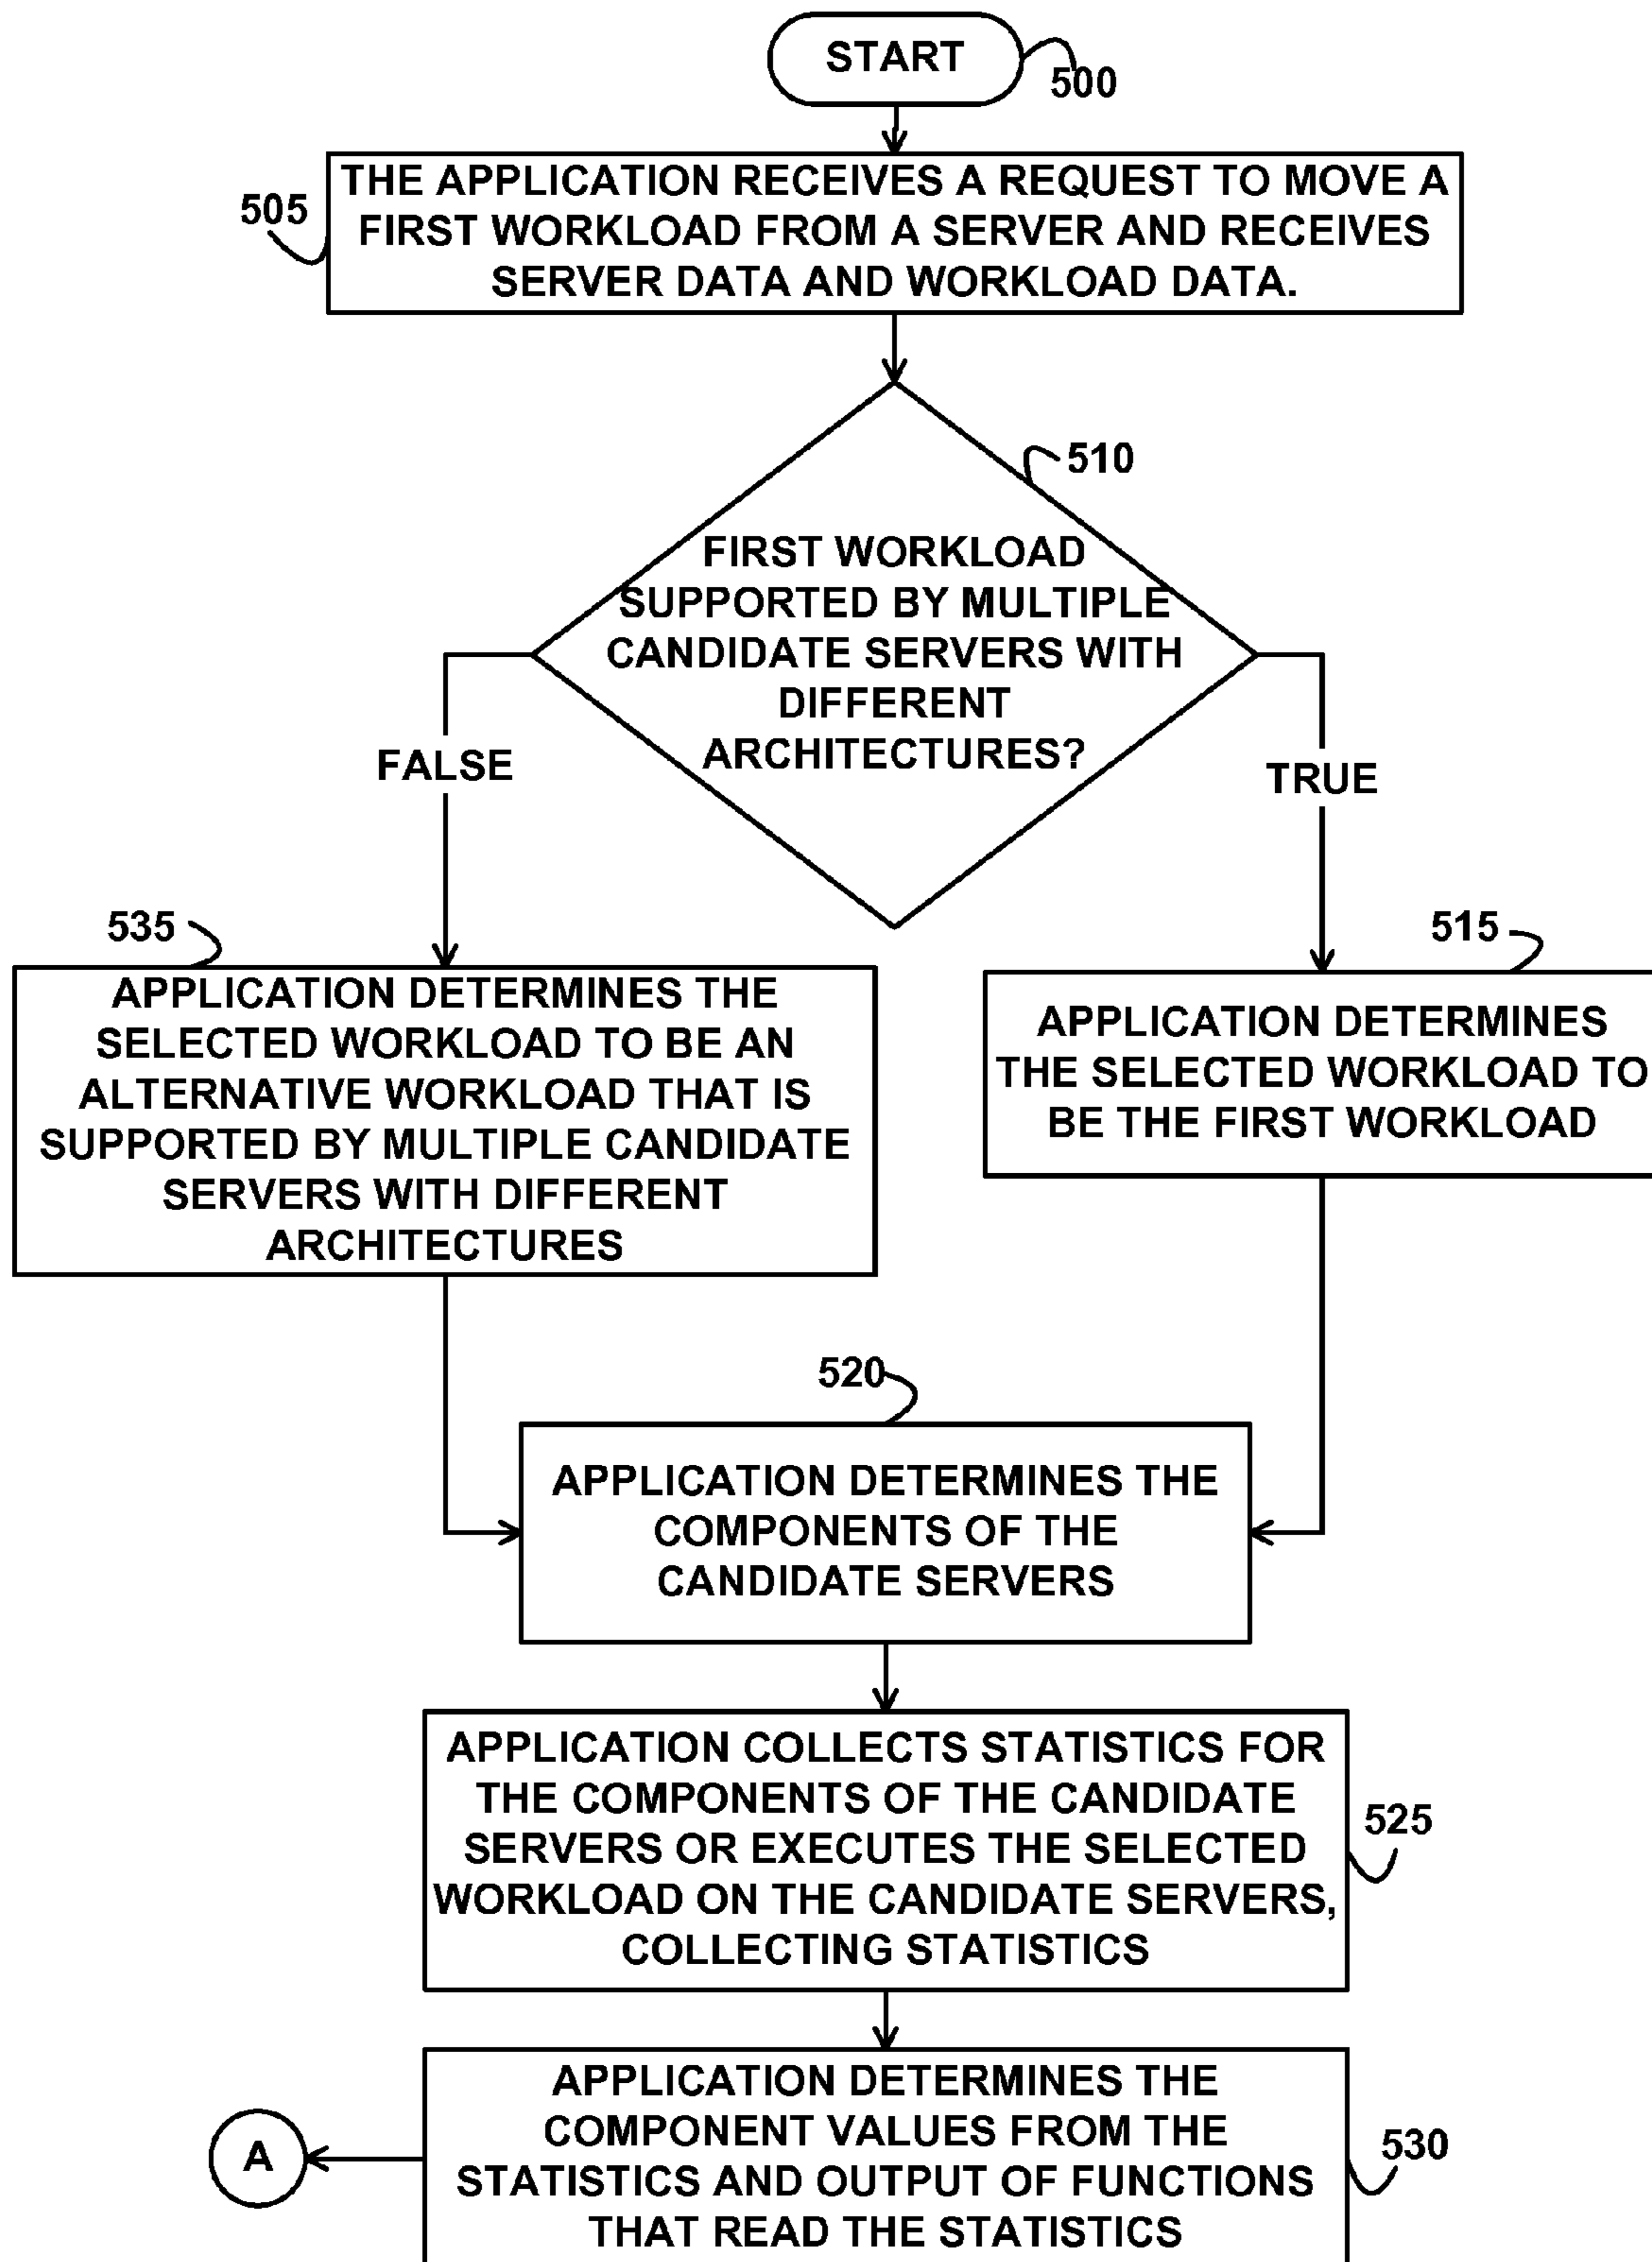 START
500
505
THE APPLICATION RECEIVES A REQUEST TO MOVE A
FIRST WORKLOAD FROM A SERVER AND RECEIVES
SERVER DATA AND WORKLOAD DATA.
510
FIRST WORKLOAD
SUPPORTED BY MULTIPLE
CANDIDATE SERVERS WITH
DIFFERENT
ARCHITECTURES?
FALSE
TRUE
535
APPLICATION DETERMINES THE
SELECTED WORKLOAD TO BE AN
ALTERNATIVE WORKLOAD THAT IS
SUPPORTED BY MULTIPLE CANDIDATE
SERVERS WITH DIFFERENT
ARCHITECTURES
515
APPLICATION DETERMINES
THE SELECTED WORKLOAD TO
BE THE FIRST WORKLOAD
520
APPLICATION DETERMINES THE
COMPONENTS OF THE
CANDIDATE SERVERS
APPLICATION COLLECTS STATISTICS FOR
THE COMPONENTS OF THE CANDIDATE
SERVERS OR EXECUTES THE SELECTED
WORKLOAD ON THE CANDIDATE SERVERS,
COLLECTING STATISTICS
525
APPLICATION DETERMINES THE
COMPONENT VALUES FROM THE
STATISTICS AND OUTPUT OF FUNCTIONS
THAT READ THE STATISTICS
530
A